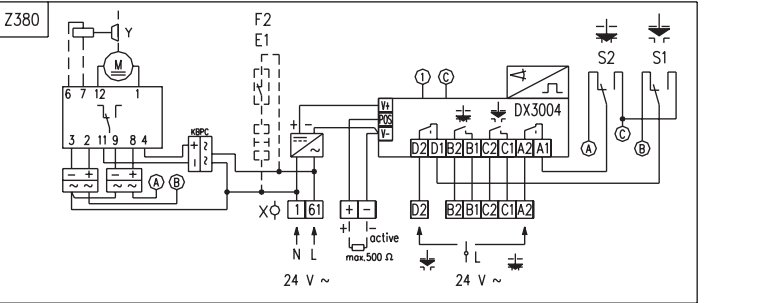 Z380
F2
E1
Y
M
6 7 12 1
3 2 11 9 8 4
KBPC
+ −
− + − +
~ ~ ~ ~
A B
X
1 61
N L
24 V ~
+ −
~
V+
POS
V−
+ −
+ −
active
max.500 Ω
1 C
DX3004
D2 D1 B2 B1 C2 C1 A2 A1
D2 B2 B1 C2 C1 A2
L
24 V ~
S2 S1
A C B